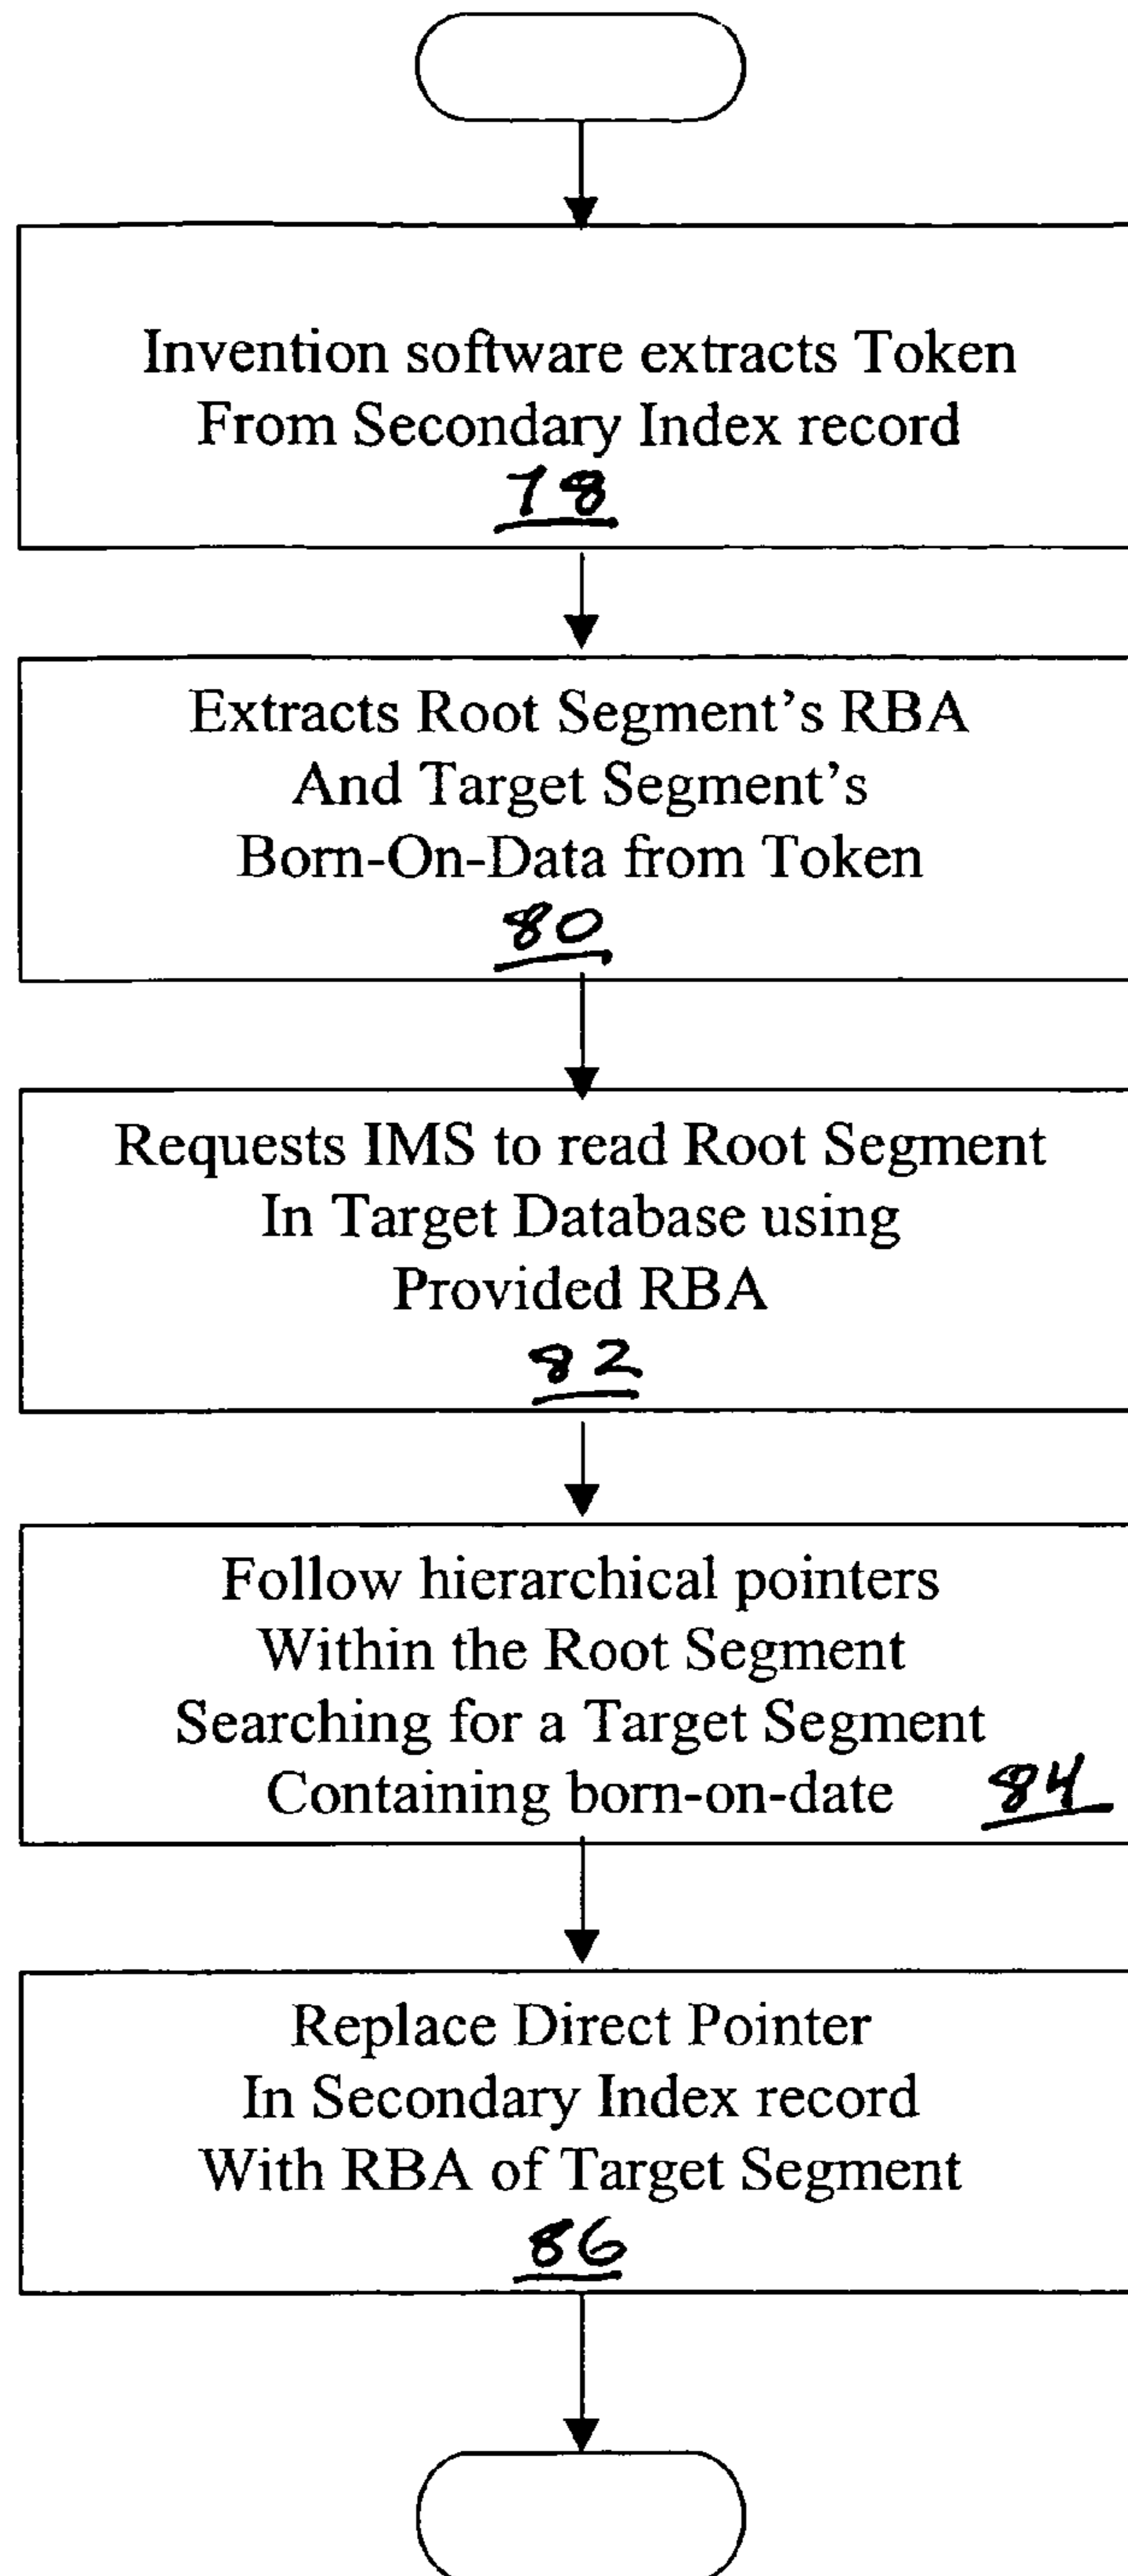 Invention software extracts Token
From Secondary Index record
78
Extracts Root Segment's RBA
And Target Segment's
Born-On-Data from Token
80
Requests IMS to read Root Segment
In Target Database using
Provided RBA
82
Follow hierarchical pointers
Within the Root Segment
Searching for a Target Segment
Containing born-on-date 84
Replace Direct Pointer
In Secondary Index record
With RBA of Target Segment
86